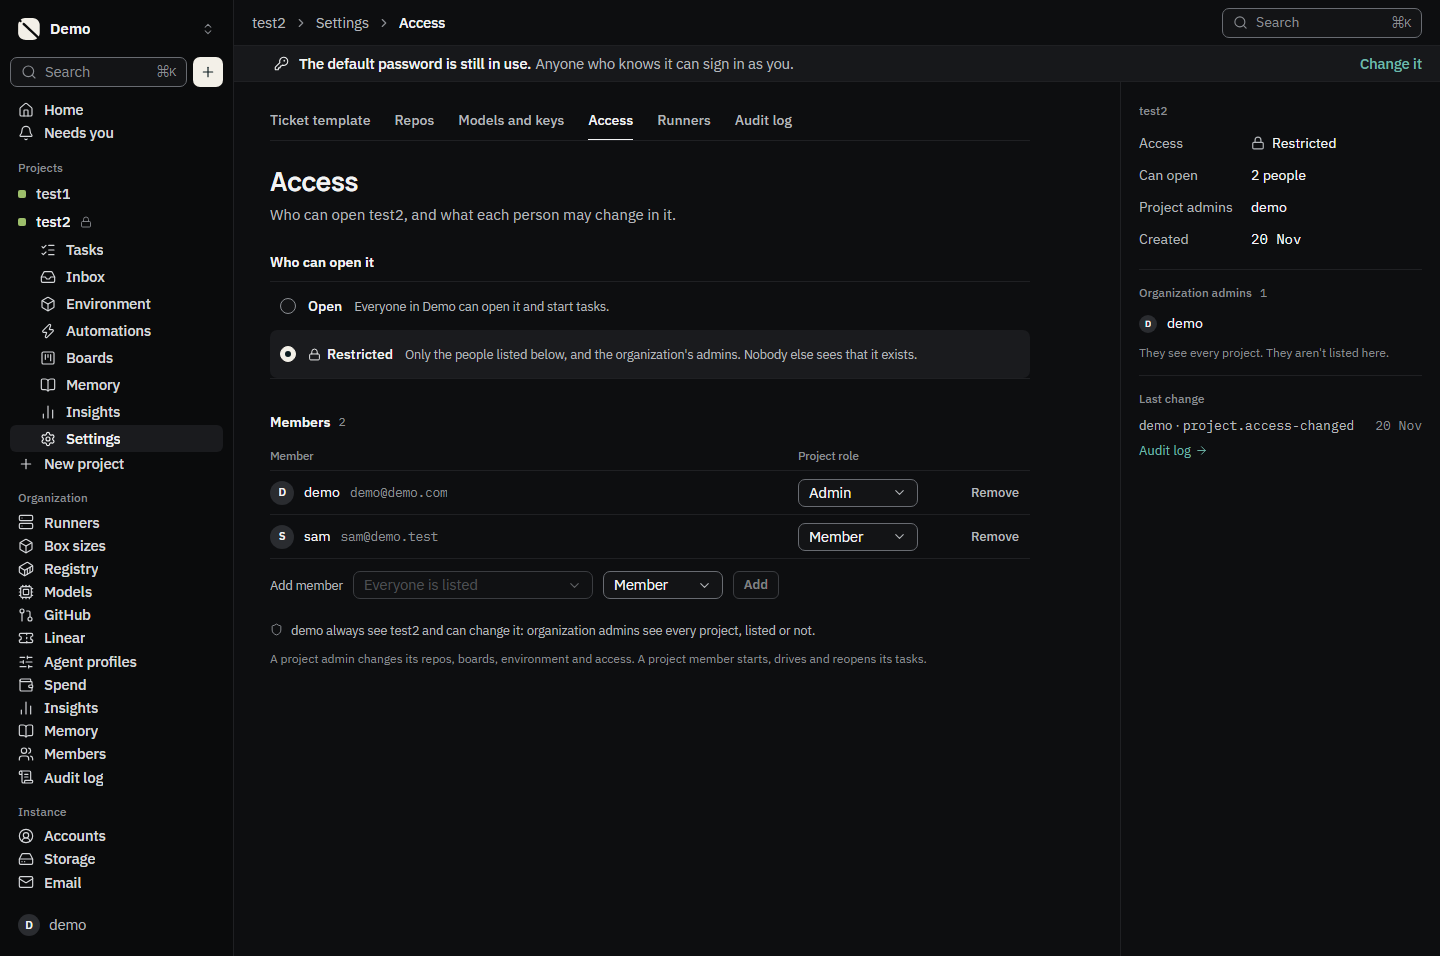 Demo
Search ⌘K
Home
Needs you
Projects
test1
test2
Tasks
Inbox
Environment
Automations
Boards
Memory
Insights
Settings
New project
Organization
Runners
Box sizes
Registry
Models
GitHub
Linear
Agent profiles
Spend
Insights
Memory
Members
Audit log
Instance
Accounts
Storage
Email
D demo
test2 > Settings > Access
Search ⌘K
The default password is still in use. Anyone who knows it can sign in as you.
Change it
Ticket template Repos Models and keys Access Runners Audit log
Access
Who can open test2, and what each person may change in it.
Who can open it
Open Everyone in Demo can open it and start tasks.
Restricted Only the people listed below, and the organization's admins. Nobody else sees that it exists.
Members 2
Member Project role
D demo demo@demo.com Admin Remove
S sam sam@demo.test Member Remove
Add member Everyone is listed Member Add
demo always see test2 and can change it: organization admins see every project, listed or not.
A project admin changes its repos, boards, environment and access. A project member starts, drives and reopens its tasks.
test2
Access Restricted
Can open 2 people
Project admins demo
Created 20 Nov
Organization admins 1
D demo
They see every project. They aren't listed here.
Last change
demo · project.access-changed 20 Nov
Audit log →